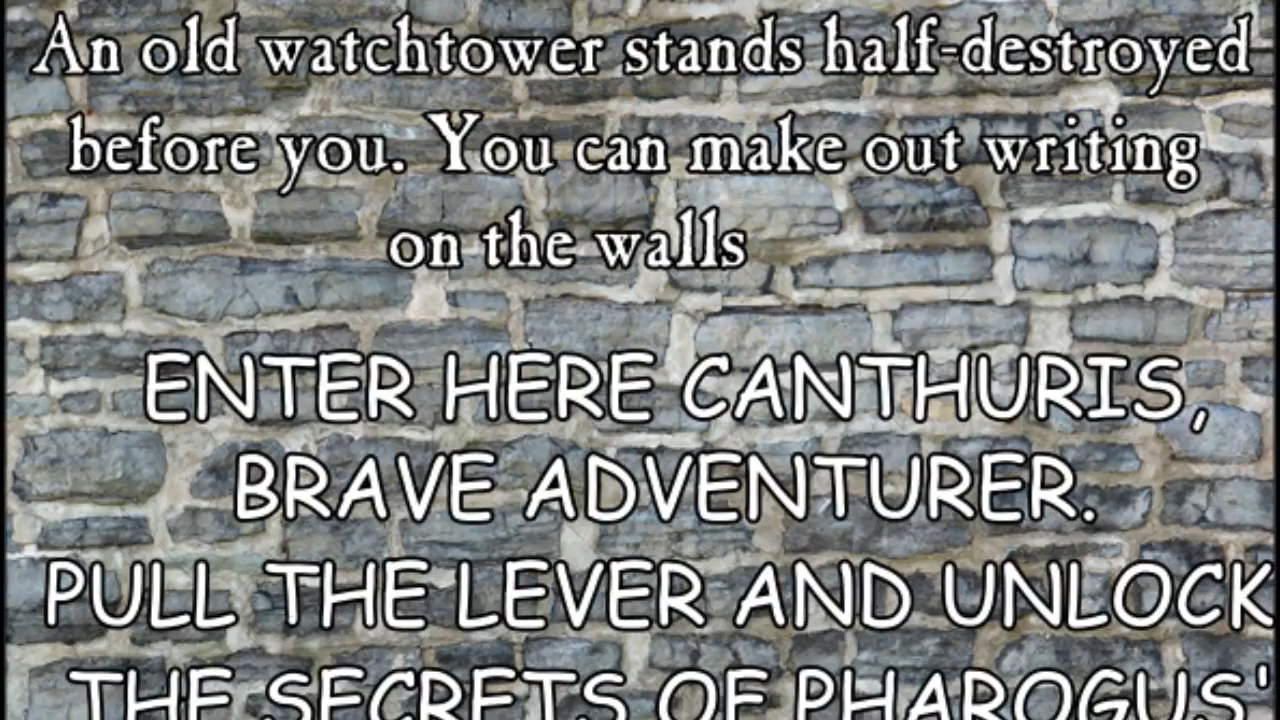 An old watchtower stands half-destroyed
before you. You can make out writing
on the walls
ENTER HERE CANTHURIS,
BRAVE ADVENTURER.
PULL THE LEVER AND UNLOCK
THE SECRETS OF PHAROGUS'